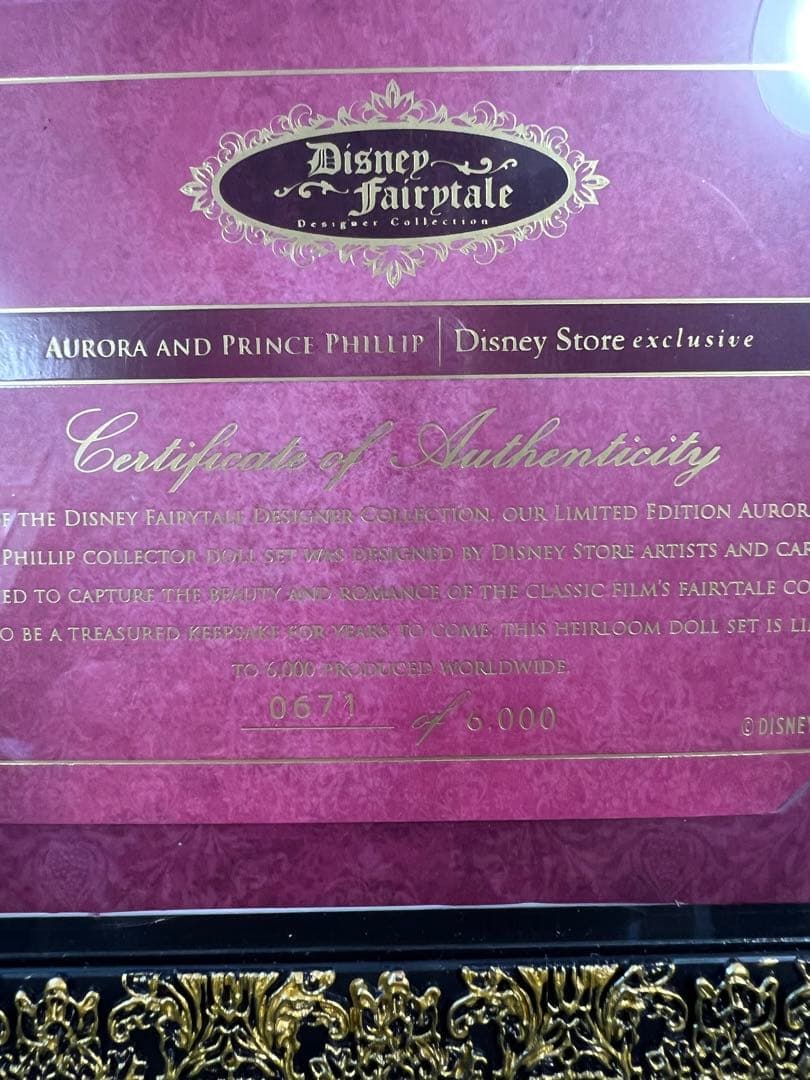 Disney
Fairytale
Designer Collection
AURORA AND PRINCE PHILLIP | Disney Store exclusive
Certificate of Authenticity
F THE DISNEY FAIRYTALE DESIGNER COLLECTION, OUR LIMITED EDITION AUROR
PHILLIP COLLECTOR DOLL SET WAS DESIGNED BY DISNEY STORE ARTISTS AND CAR
ED TO CAPTURE THE BEAUTY AND ROMANCE OF THE CLASSIC FILM'S FAIRYTALE CO
O BE A TREASURED KEEPSAKE FOR YEARS TO COME, THIS HEIRLOOM DOLL SET IS LI
TO 6,000 PRODUCED WORLDWIDE.
0671 of 6,000
© DISNEY